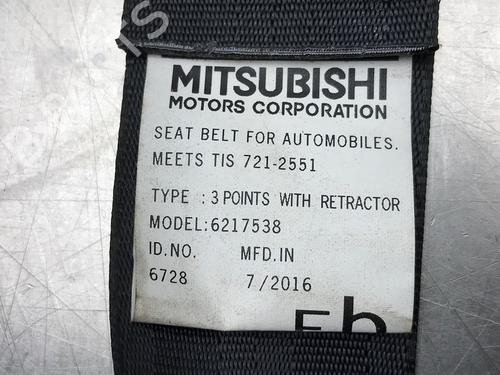 MITSUBISHI
MOTORS CORPORATION
SEAT BELT FOR AUTOMOBILES.
MEETS TIS 721-2551
TYPE : 3 POINTS WITH RETRACTOR
MODEL:6217538
ID.NO. MFD.IN
6728 7/2016